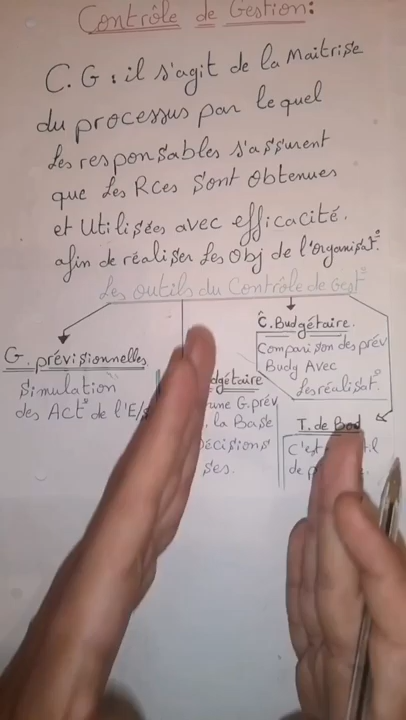 Contrôle de Gestion:
C.G: il s'agit de la Maitrise
du processus par lequel
Les responsables s'assurent
que Les RCes Sont Obtenues
et Utilisées avec efficacité.
afin de réaliser Les Obj de l'Organisat°.
Les Outils du Contrôle de Gest°
G. prévisionnelles
Simulation
des Act° de l'E/se
dgétaire
une G. prév
la Base
écisions
ses.
C. Budgétaire.
Comparaison des prév
Budg Avec
Les réalisat°.
T. de Bod
C'est
de